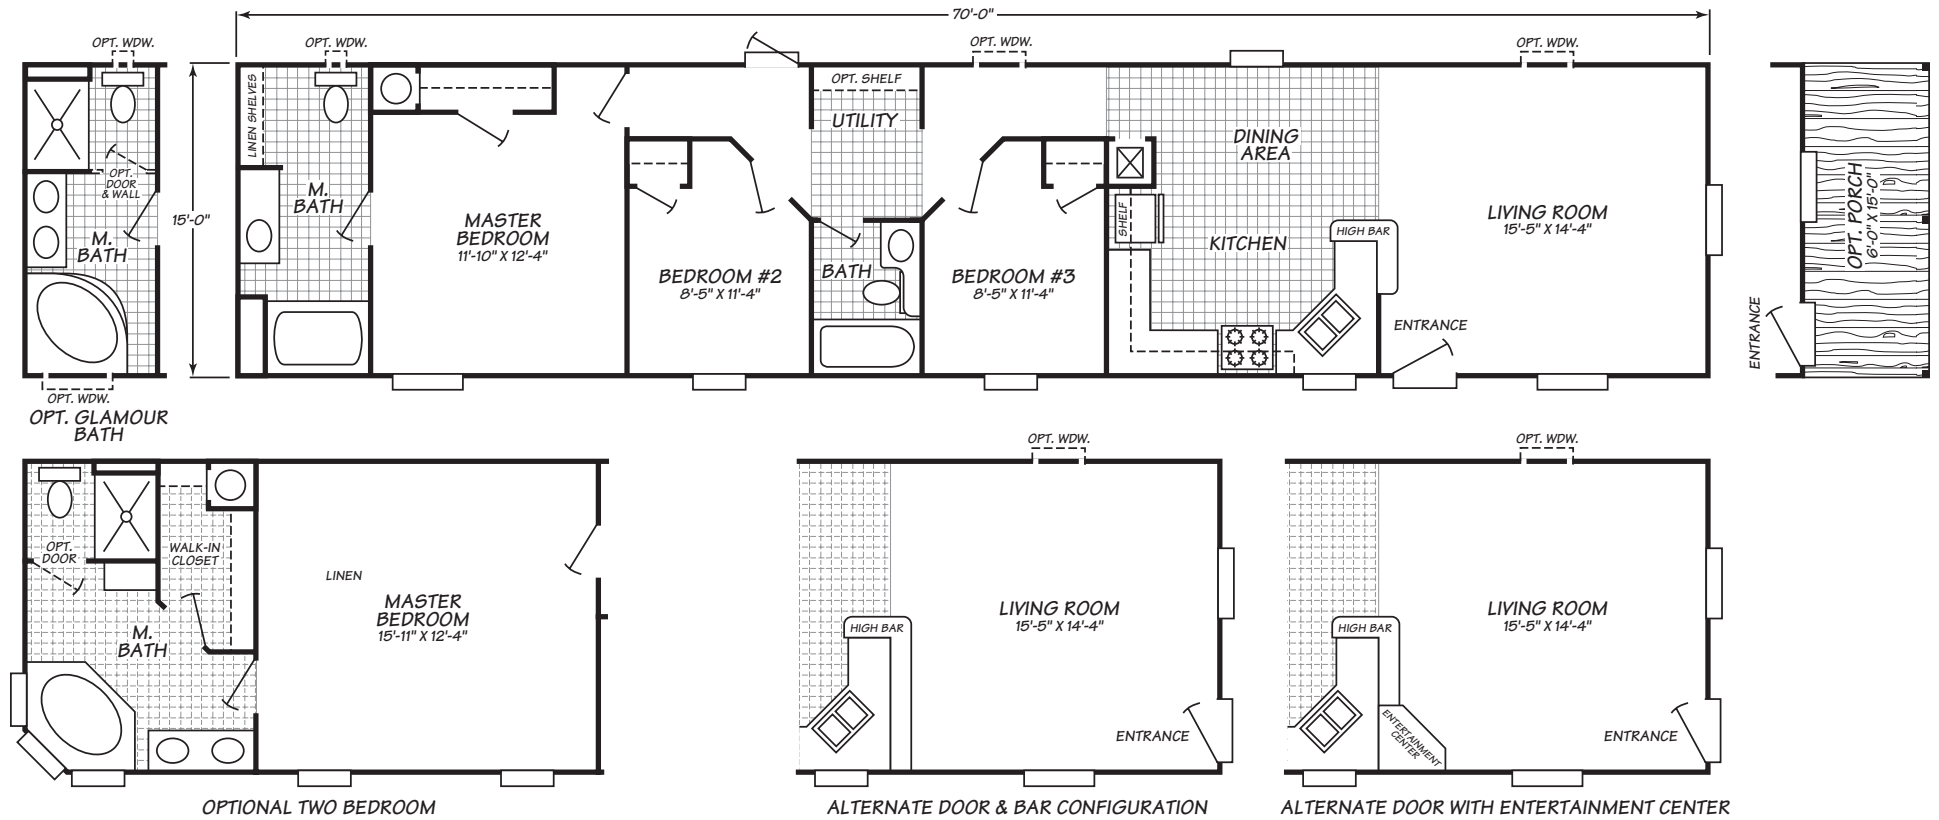 70'-0"
OPT. WDW.
OPT. WDW.
OPT. WDW.
OPT. WDW.
15'-0"
OPT.
DOOR
& WALL
M.
BATH
OPT. WDW.
OPT. GLAMOUR
BATH
LINEN SHELVES
M.
BATH
MASTER
BEDROOM
11'-10" X 12'-4"
BEDROOM #2
8'-5" X 11'-4"
OPT. SHELF
UTILITY
BATH
BEDROOM #3
8'-5" X 11'-4"
SHELF
DINING
AREA
KITCHEN
HIGH BAR
LIVING ROOM
15'-5" X 14'-4"
ENTRANCE
OPT. PORCH
6'-0" X 15'-0"
ENTRANCE
OPT.
DOOR
WALK-IN
CLOSET
LINEN
M.
BATH
MASTER
BEDROOM
15'-11" X 12'-4"
OPTIONAL TWO BEDROOM
OPT. WDW.
HIGH BAR
LIVING ROOM
15'-5" X 14'-4"
ENTRANCE
ALTERNATE DOOR & BAR CONFIGURATION
OPT. WDW.
HIGH BAR
LIVING ROOM
15'-5" X 14'-4"
ENTERTAINMENT
CENTER
ENTRANCE
ALTERNATE DOOR WITH ENTERTAINMENT CENTER